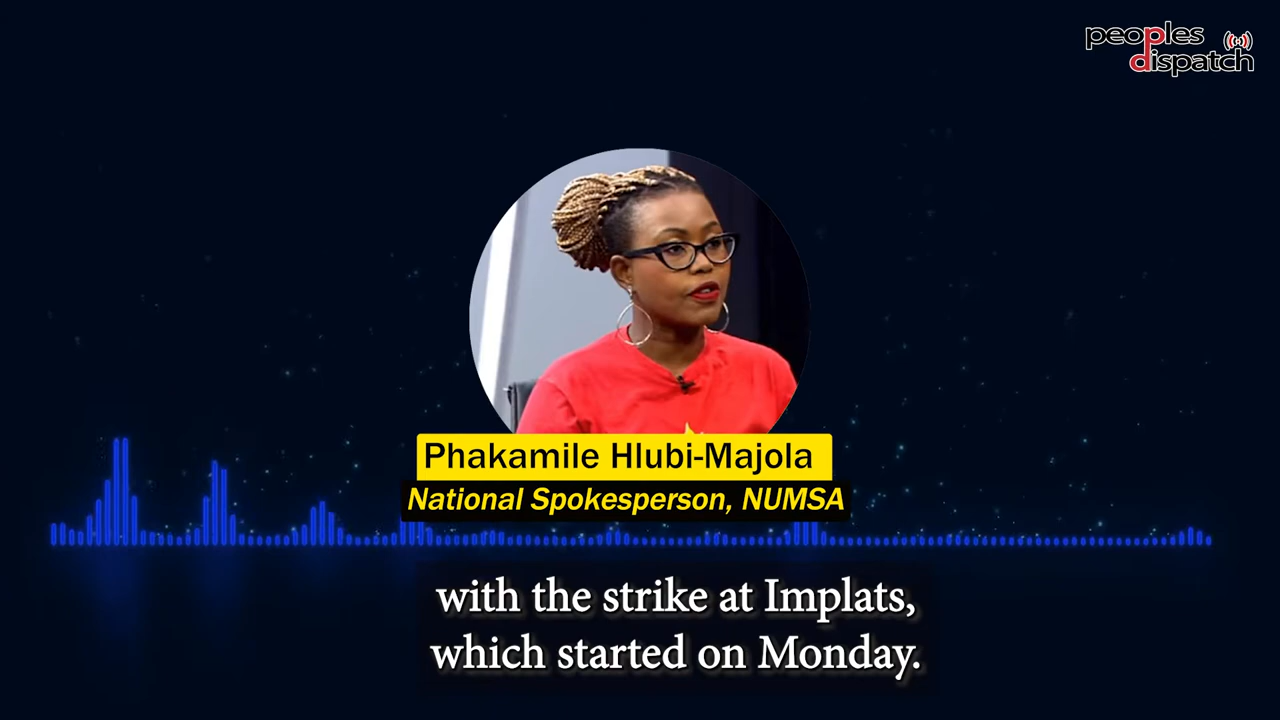 peoples
dispatch
Phakamile Hlubi-Majola
National Spokesperson, NUMSA
with the strike at Implats,
which started on Monday.